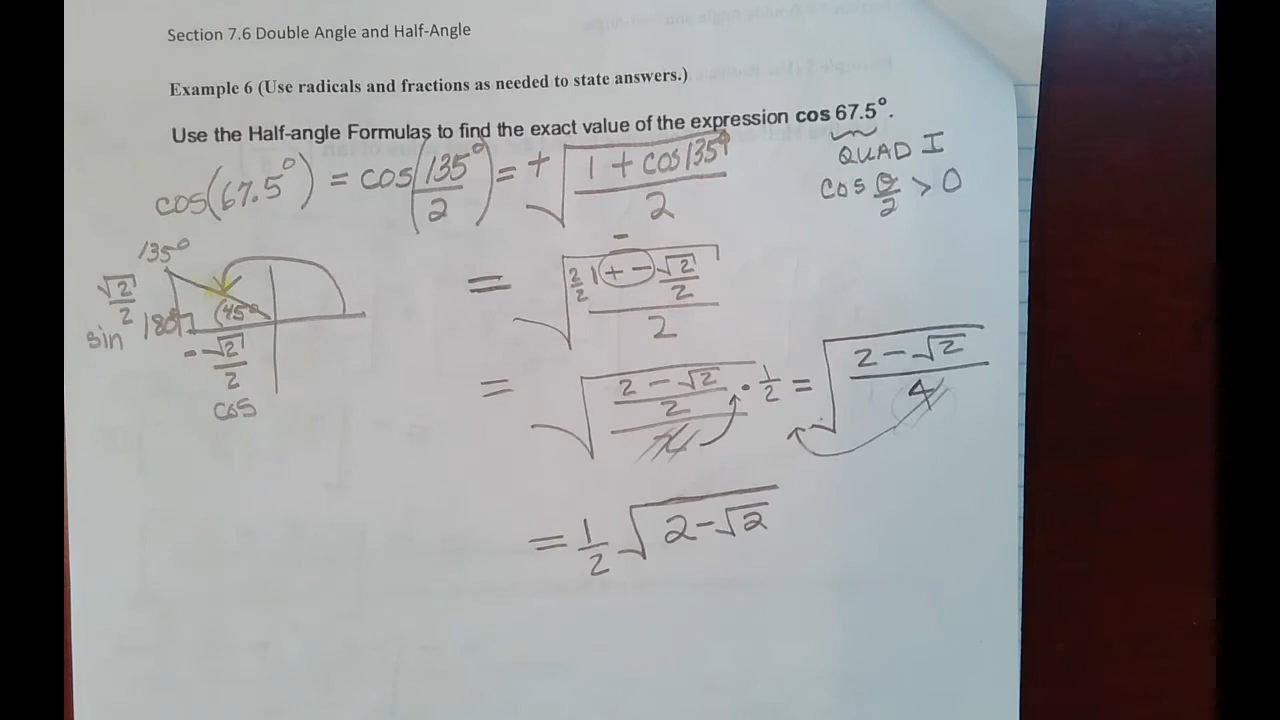 Section 7.6 Double Angle and Half-Angle
Example 6 (Use radicals and fractions as needed to state answers.)
Use the Half-angle Formulas to find the exact value of the expression cos 67.5°.
QUAD I
cos θ/2 > 0
cos(67.5°) = cos(135°/2) = +√((1 + cos135°)/2)
135°
√2/2
sin
180°
45°
-√2/2
cos
-
= √((2/2 1 + - √2/2)/2)
= √(((2 - √2)/2)/2) · 1/2 = √((2 - √2)/4)
= 1/2 √(2 - √2)